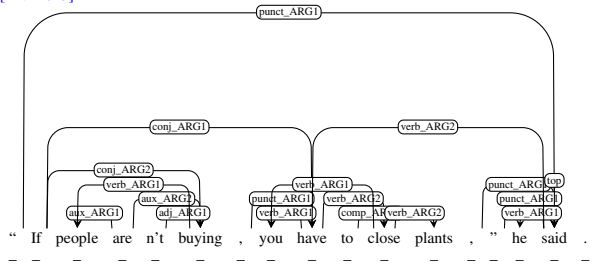 punct_ARG1
conj_ARG1 verb_ARG2
conj_ARG2
verb_ARG1 verb_ARG1 punct_ARG1 top
aux_ARG2 punct_ARG1 verb_ARG2 punct_ARG1
aux_ARG1 adj_ARG1 verb_ARG1 comp_AR verb_ARG2 verb_ARG1
“ If people are n't buying , you have to close plants , ” he said .